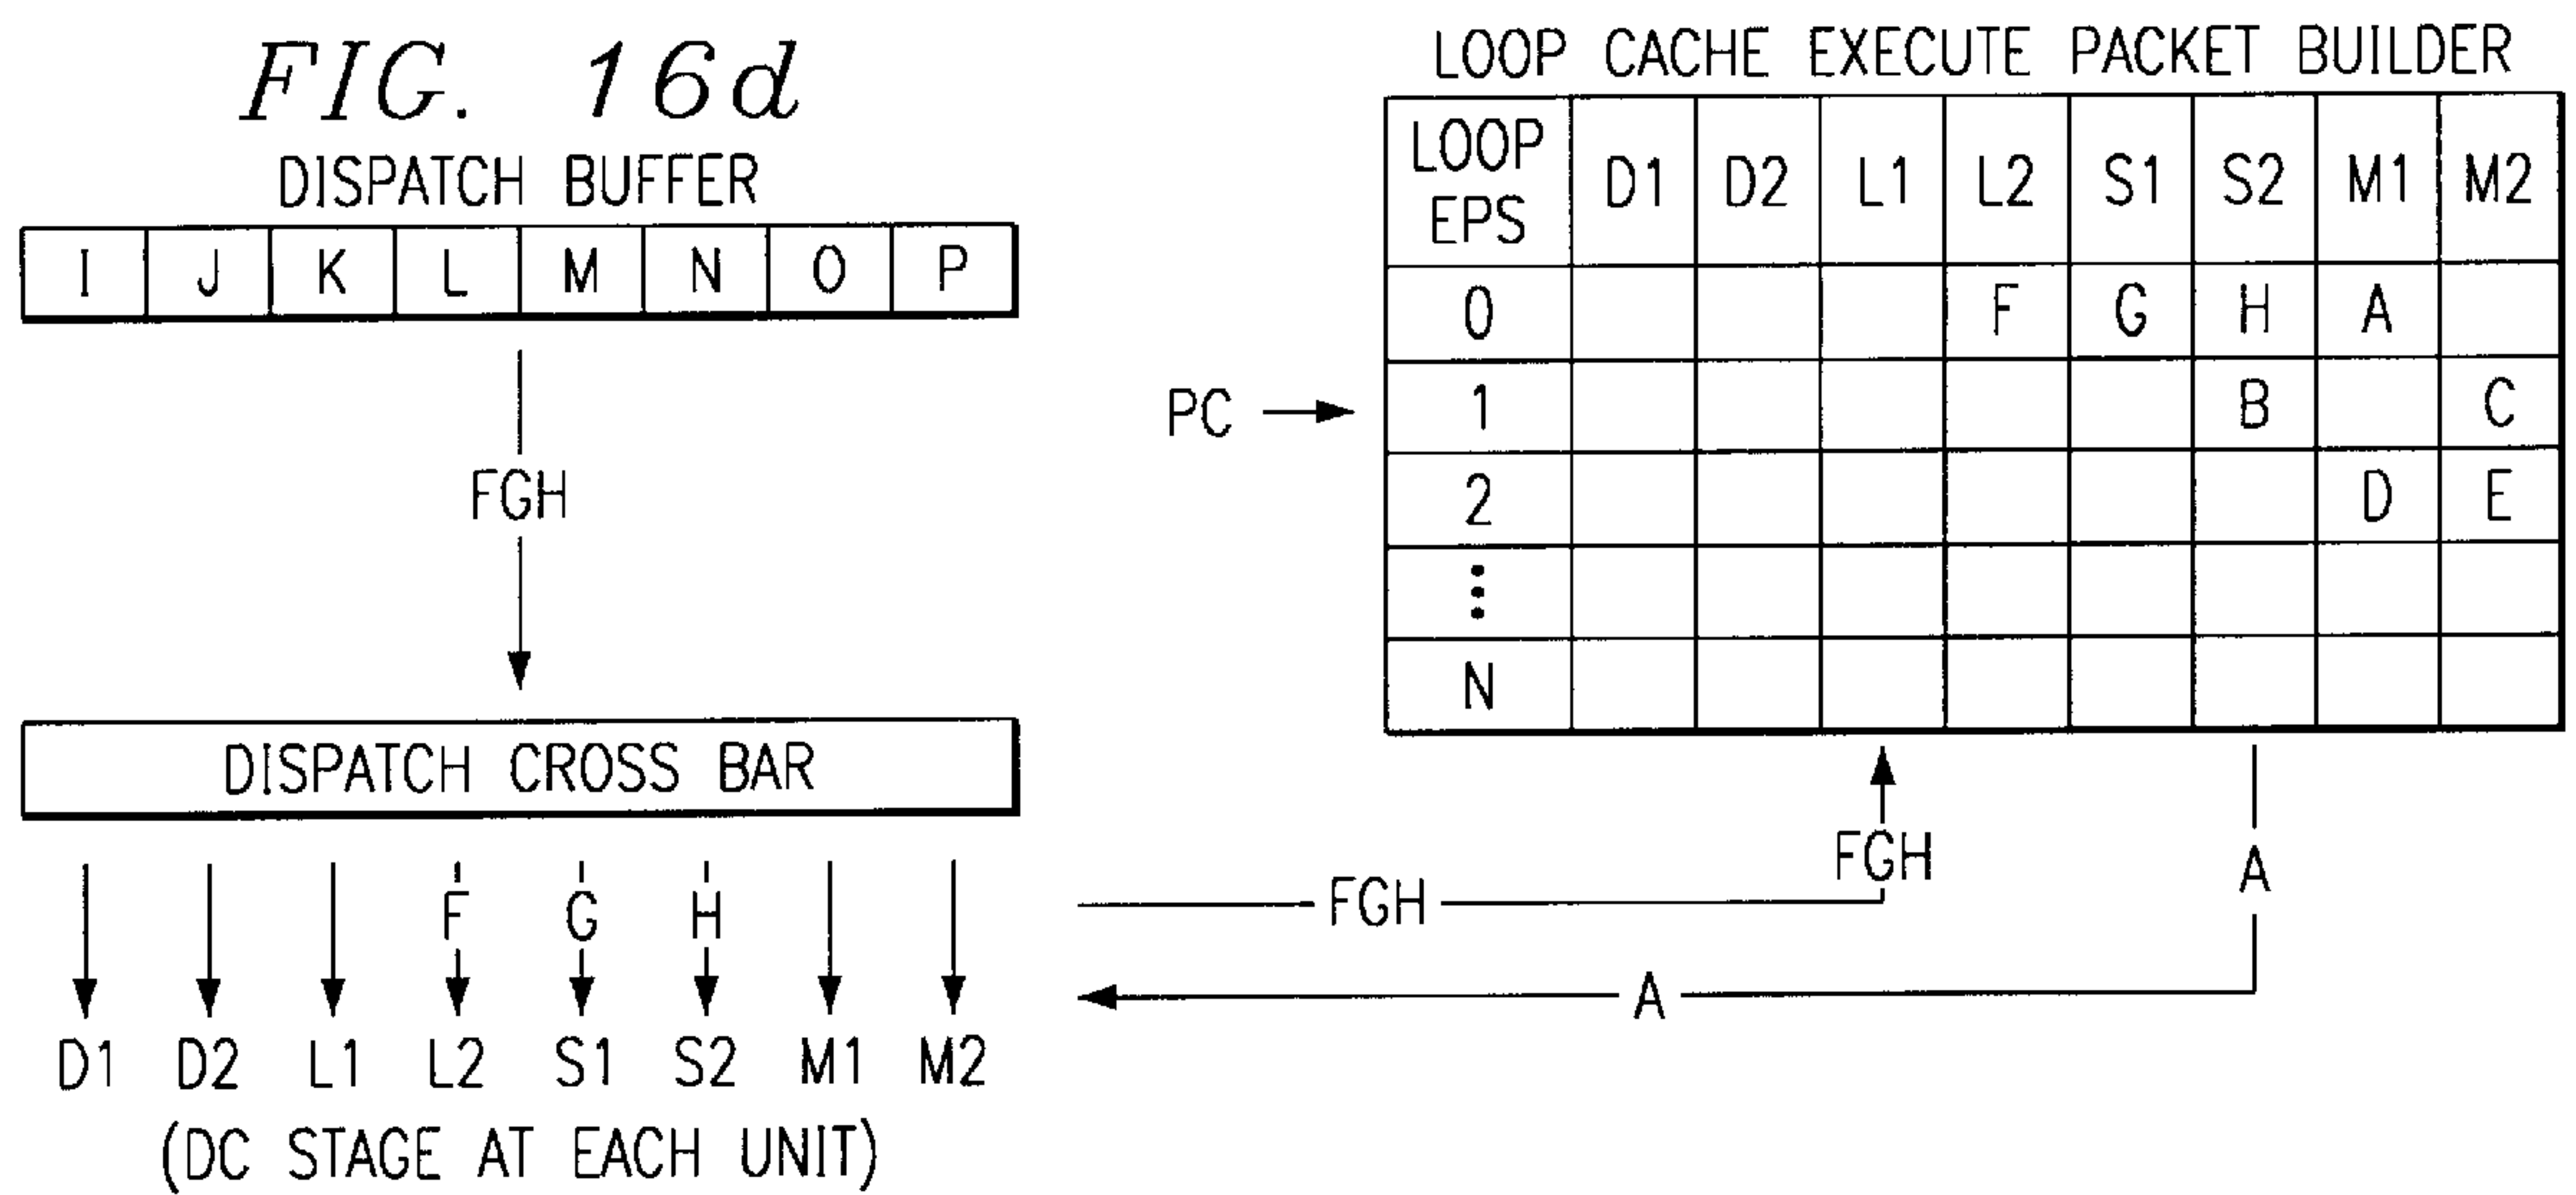 FIG. 16d
DISPATCH BUFFER
I J K L M N O P
FGH
DISPATCH CROSS BAR
F G H
D1 D2 L1 L2 S1 S2 M1 M2
(DC STAGE AT EACH UNIT)
LOOP CACHE EXECUTE PACKET BUILDER
LOOP EPS D1 D2 L1 L2 S1 S2 M1 M2
0 F G H A
PC 1 B C
2 D E
⋮
N
FGH
A
FGH
A